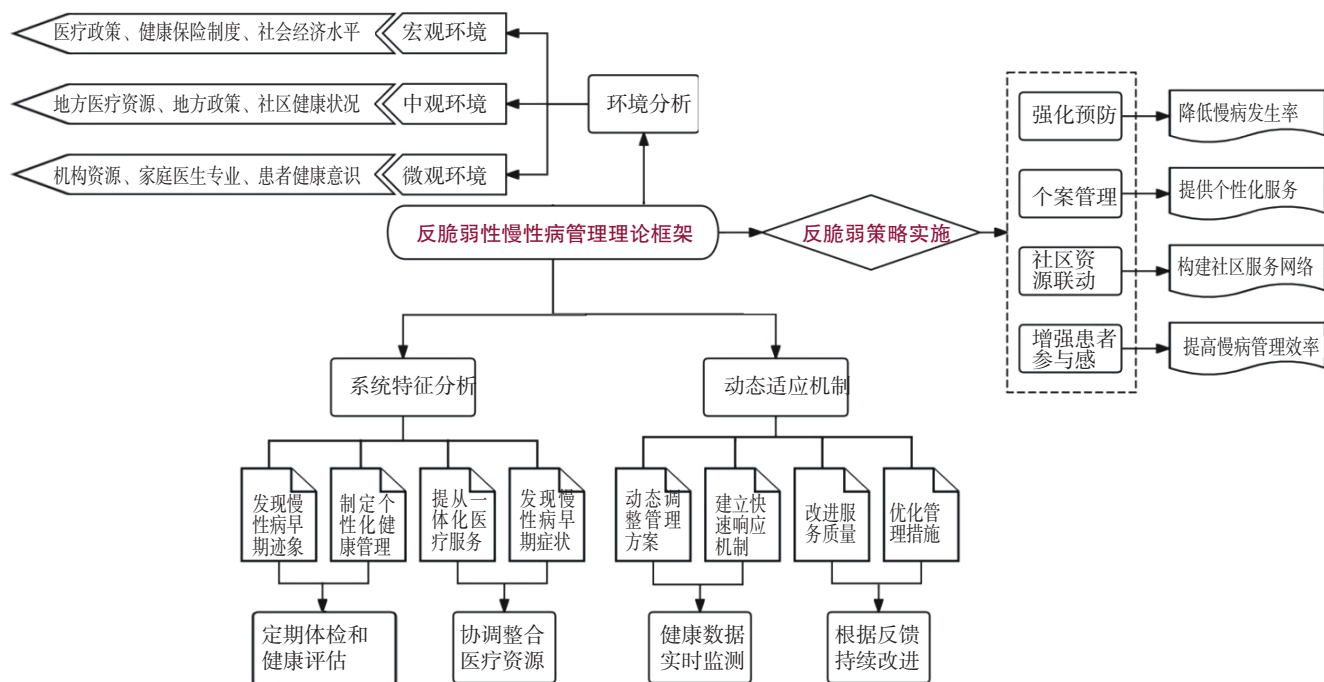 医疗政策、健康保险制度、社会经济水平
宏观环境
地方医疗资源、地方政策、社区健康状况
中观环境
机构资源、家庭医生专业、患者健康意识
微观环境
环境分析
反脆弱性慢性病管理理论框架
反脆弱策略实施
强化预防
降低慢病发生率
个案管理
提供个性化服务
社区资
源联动
构建社区服务网络
增强患者
参与感
提高慢病管理效率
系统特征分析
动态适应机制
发现慢
性病早
期迹象
制定个
性化健
康管理
提从一
体化医
疗服务
发现慢
性病早
期症状
动态调
整管理
方案
建立快
速响应
机制
改进服
务质量
优化管
理措施
定期体检和
健康评估
协调整合
医疗资源
健康数据
实时监测
根据反馈
持续改进